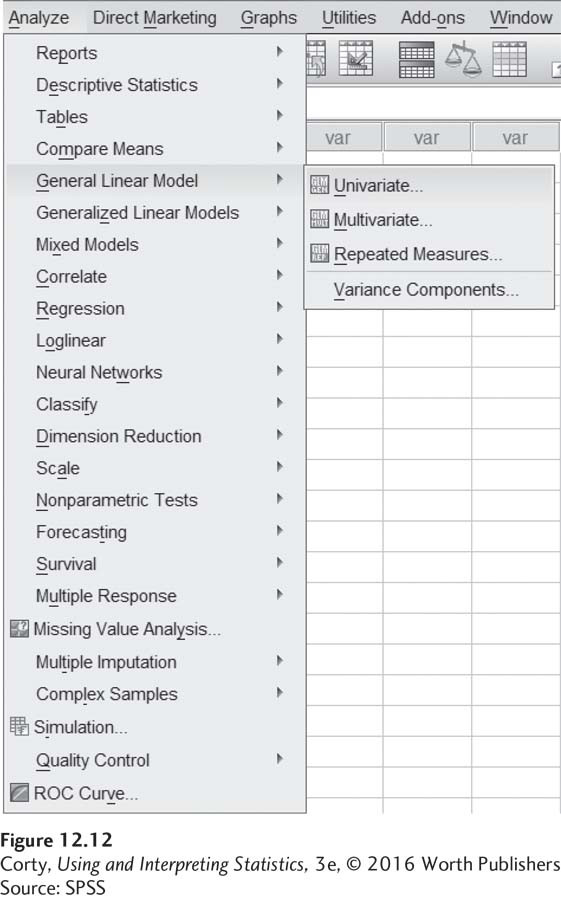 Analyze Direct Marketing Graphs Utilities Add-ons Window
Reports
Descriptive Statistics
Tables
var var var
Compare Means
General Linear Model
Univariate...
Generalized Linear Models
Multivariate...
Mixed Models
Repeated Measures...
Correlate
Variance Components...
Regression
Loglinear
Neural Networks
Classify
Dimension Reduction
Scale
Nonparametric Tests
Forecasting
Survival
Multiple Response
Missing Value Analysis...
Multiple Imputation
Complex Samples
Simulation...
Quality Control
ROC Curve...
Figure 12.12
Corty, Using and Interpreting Statistics, 3e, © 2016 Worth Publishers
Source: SPSS